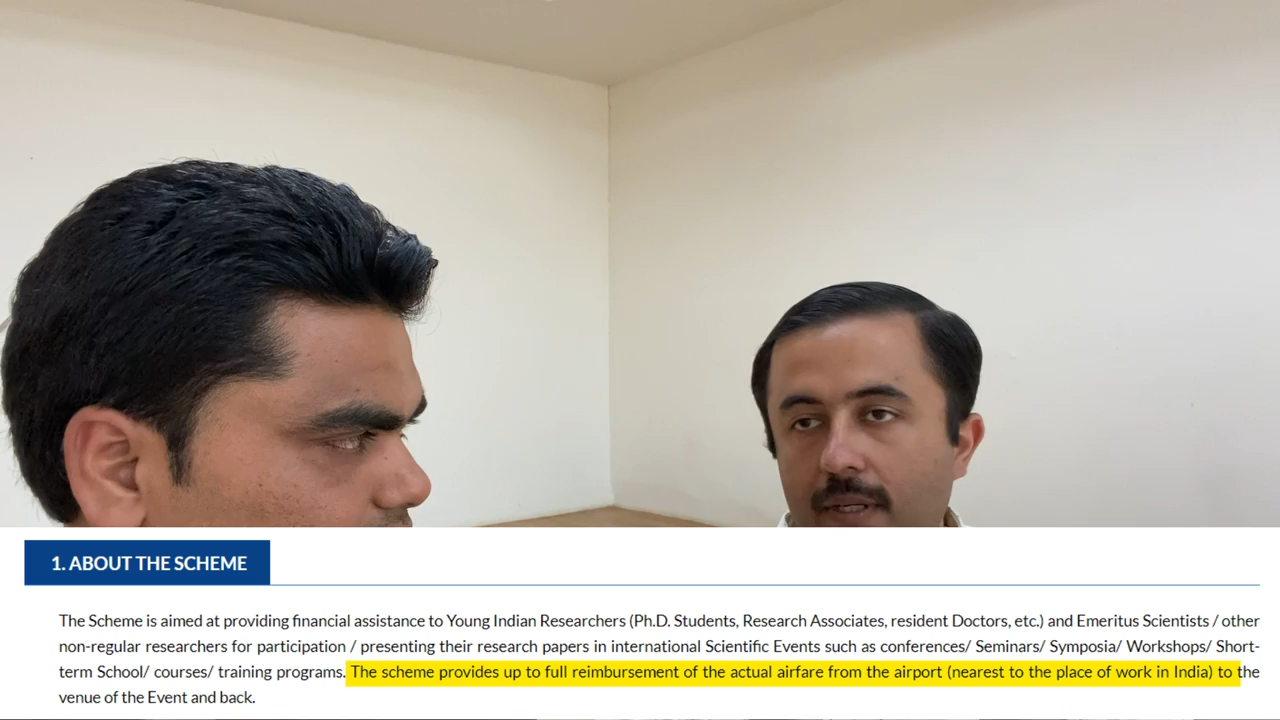 1. ABOUT THE SCHEME
The Scheme is aimed at providing financial assistance to Young Indian Researchers (Ph.D. Students, Research Associates, resident Doctors, etc.) and Emeritus Scientists / other
non-regular researchers for participation / presenting their research papers in international Scientific Events such as conferences/ Seminars/ Symposia/ Workshops/ Short-
term School/ courses/ training programs. The scheme provides up to full reimbursement of the actual airfare from the airport (nearest to the place of work in India) to the
venue of the Event and back.